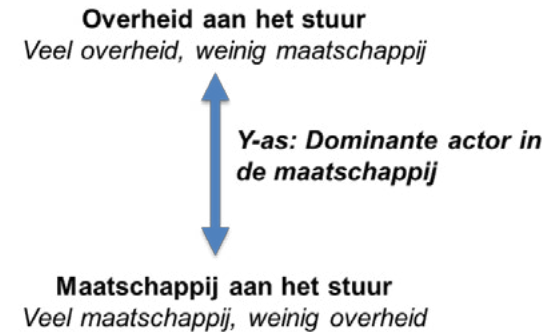 Overheid aan het stuur
Veel overheid, weinig maatschappij
Y-as: Dominante actor in
de maatschappij
Maatschappij aan het stuur
Veel maatschappij, weinig overheid